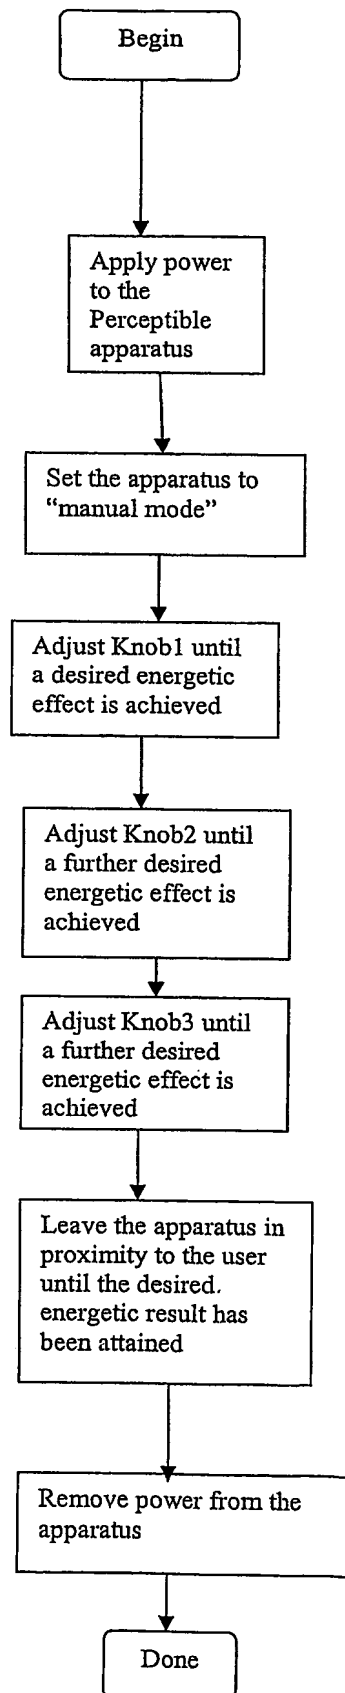 Begin
Apply power
to the
Perceptible
apparatus
Set the apparatus to
“manual mode”
Adjust Knob1 until
a desired energetic
effect is achieved
Adjust Knob2 until
a further desired
energetic effect is
achieved
Adjust Knob3 until
a further desired
energetic effect is
achieved
Leave the apparatus in
proximity to the user
until the desired.
energetic result has
been attained
Remove power from the
apparatus
Done